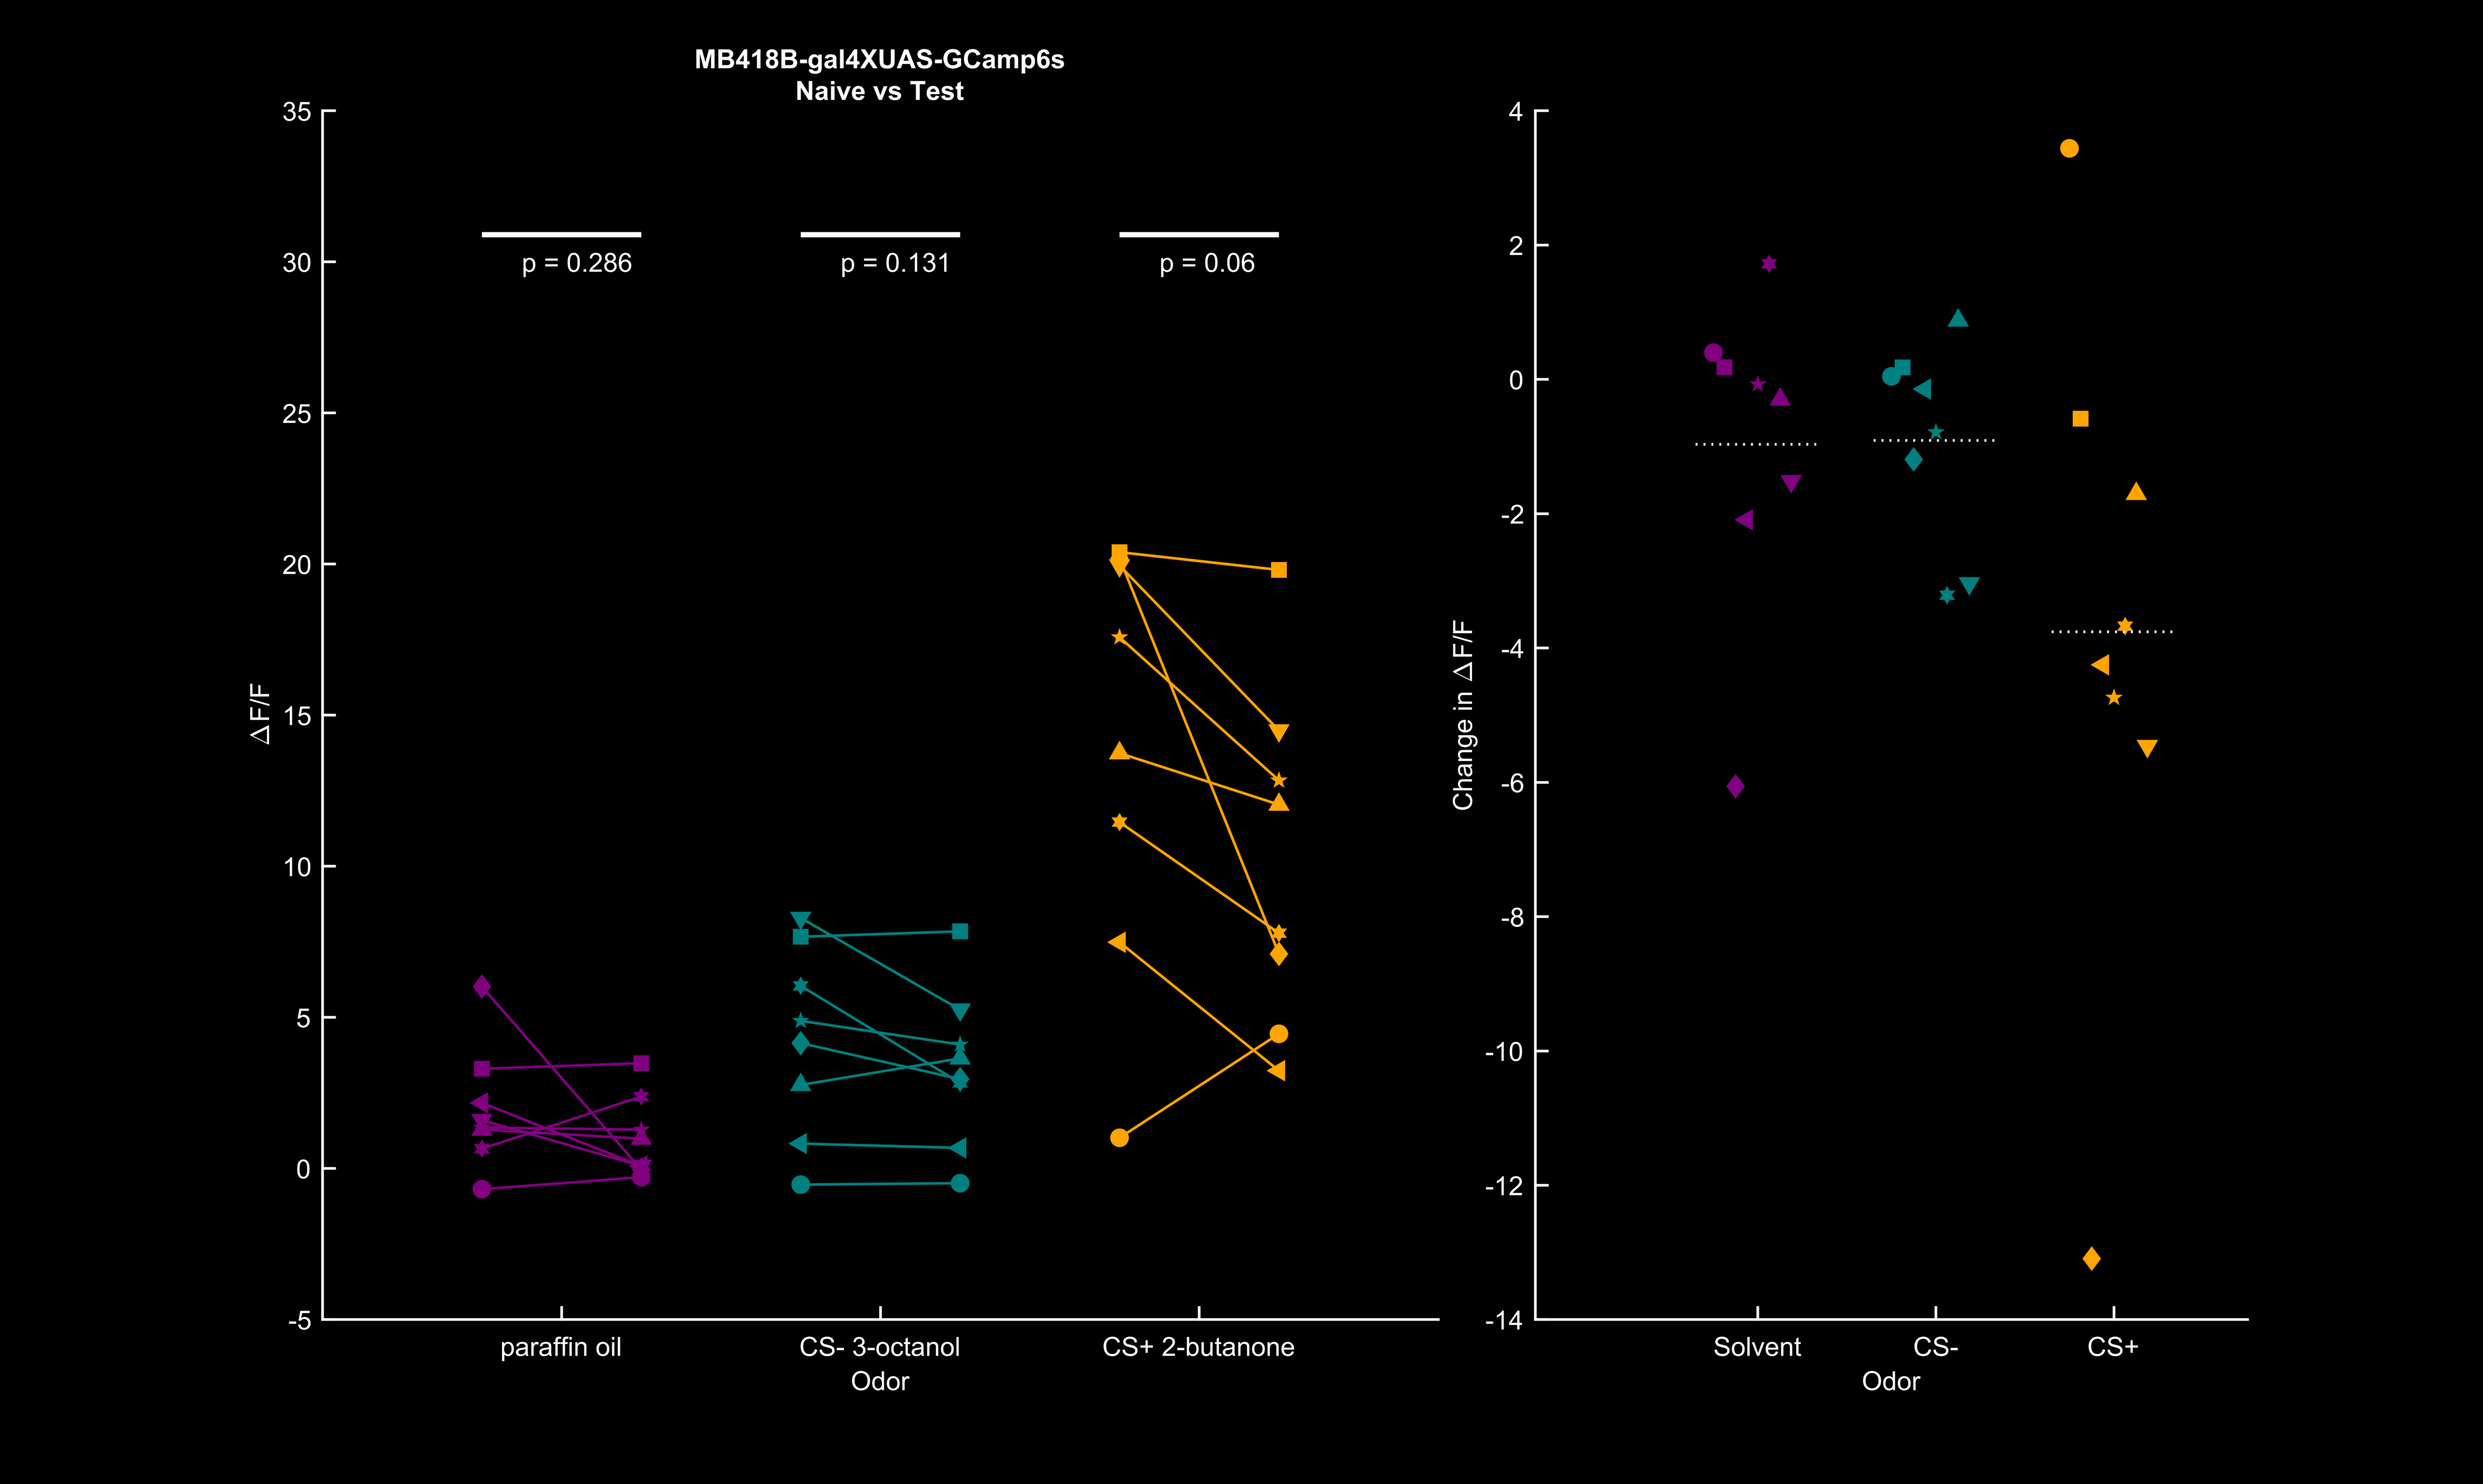 MB418B-gal4XUAS-GCamp6s
Naive vs Test
35
30
25
20
15
10
5
0
-5
△F/F
p = 0.286
p = 0.131
p = 0.06
paraffin oil
CS- 3-octanol
CS+ 2-butanone
Odor
4
2
0
-2
-4
-6
-8
-10
-12
-14
Change in △F/F
Solvent
CS-
CS+
Odor